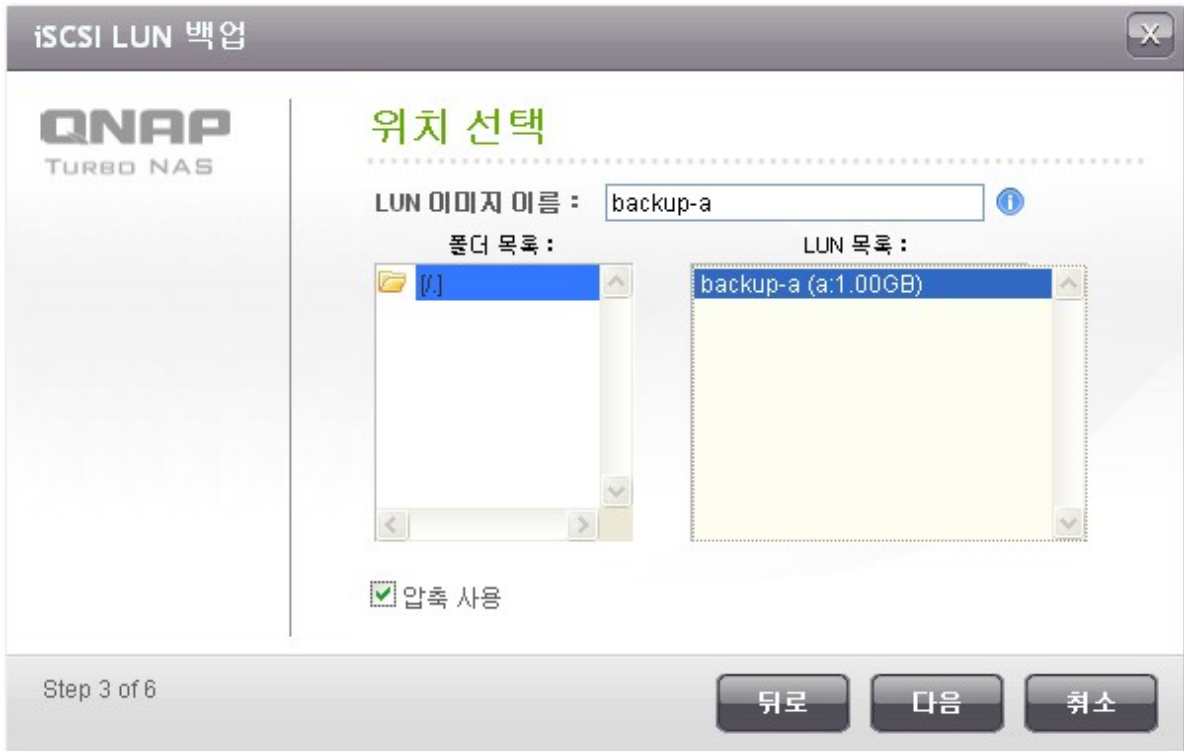 iSCSI LUN 백업
X
QNAP
TURBO NAS
위치 선택
LUN 이미지 이름 : backup-a
폴더 목록 : LUN 목록 :
[/.] backup-a (a:1.00GB)
압축 사용
Step 3 of 6
뒤로 다음 취소